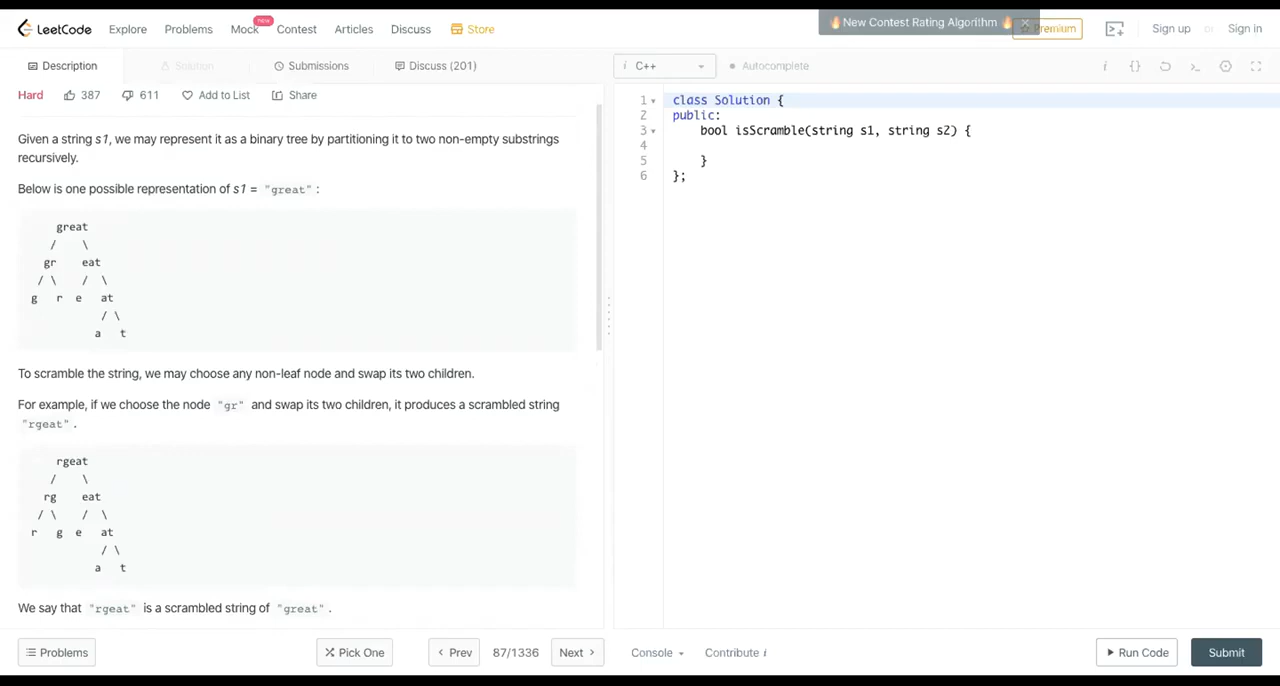 LeetCode Explore Problems Mock new Contest Articles Discuss Store 🔥New Contest Rating Algorithm 🔥 × Premium Sign up or Sign in
Description Solution Submissions Discuss (201)
Hard 387 611 Add to List Share
Given a string s1, we may represent it as a binary tree by partitioning it to two non-empty substrings
recursively.
Below is one possible representation of s1 = "great" :
great
/ \
gr eat
/ \ / \
g r e at
/ \
a t
To scramble the string, we may choose any non-leaf node and swap its two children.
For example, if we choose the node "gr" and swap its two children, it produces a scrambled string
"rgeat" .
rgeat
/ \
rg eat
/ \ / \
r g e at
/ \
a t
We say that "rgeat" is a scrambled string of "great" .
i C++ Autocomplete i {} >_
1 class Solution {
2 public:
3 bool isScramble(string s1, string s2) {
4
5 }
6 };
Problems Pick One < Prev 87/1336 Next > Console Contribute i Run Code Submit